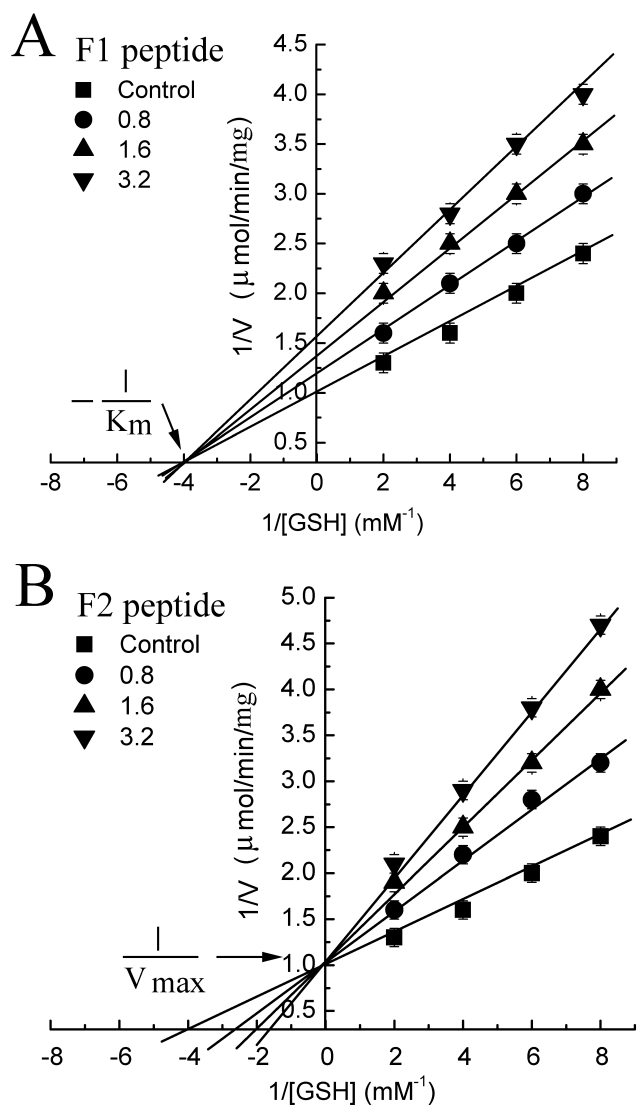 A
F1 peptide
Control
0.8
1.6
3.2
1/V (μ mol/min/mg)
4.5
4.0
3.5
3.0
2.5
2.0
1.5
1.0
0.5
— 1
Km
-8 -6 -4 -2 0 2 4 6 8
1/[GSH] (mM-1)
B
F2 peptide
Control
0.8
1.6
3.2
1/V (μ mol/min/mg)
5.0
4.5
4.0
3.5
3.0
2.5
2.0
1.5
1.0
0.5
1
Vmax
-8 -6 -4 -2 0 2 4 6 8
1/[GSH] (mM-1)